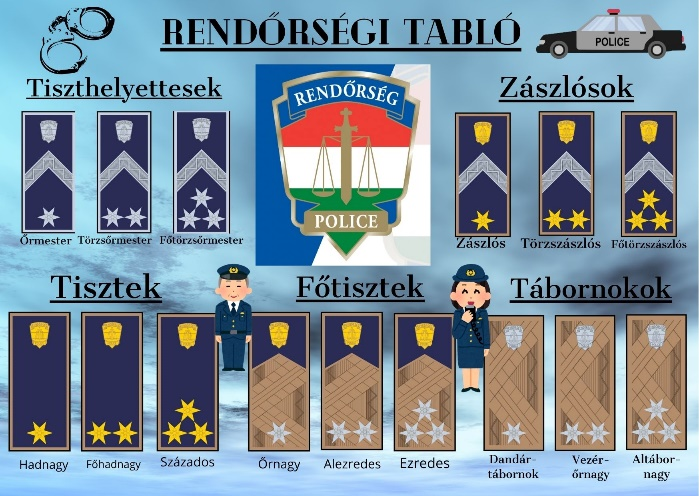 RENDŐRSÉGI TABLÓ
POLICE
Tiszthelyettesek
RENDŐRSÉG
POLICE
Zászlósok
Őrmester Törzsőrmester Főtörzsőrmester
Zászlós Törzszászlós Főtörzszászlós
Tisztek
Főtisztek
Tábornokok
Hadnagy Főhadnagy Százados
Őrnagy Alezredes Ezredes
Dandár-
tábornok
Vezér-
őrnagy
Altábor-
nagy